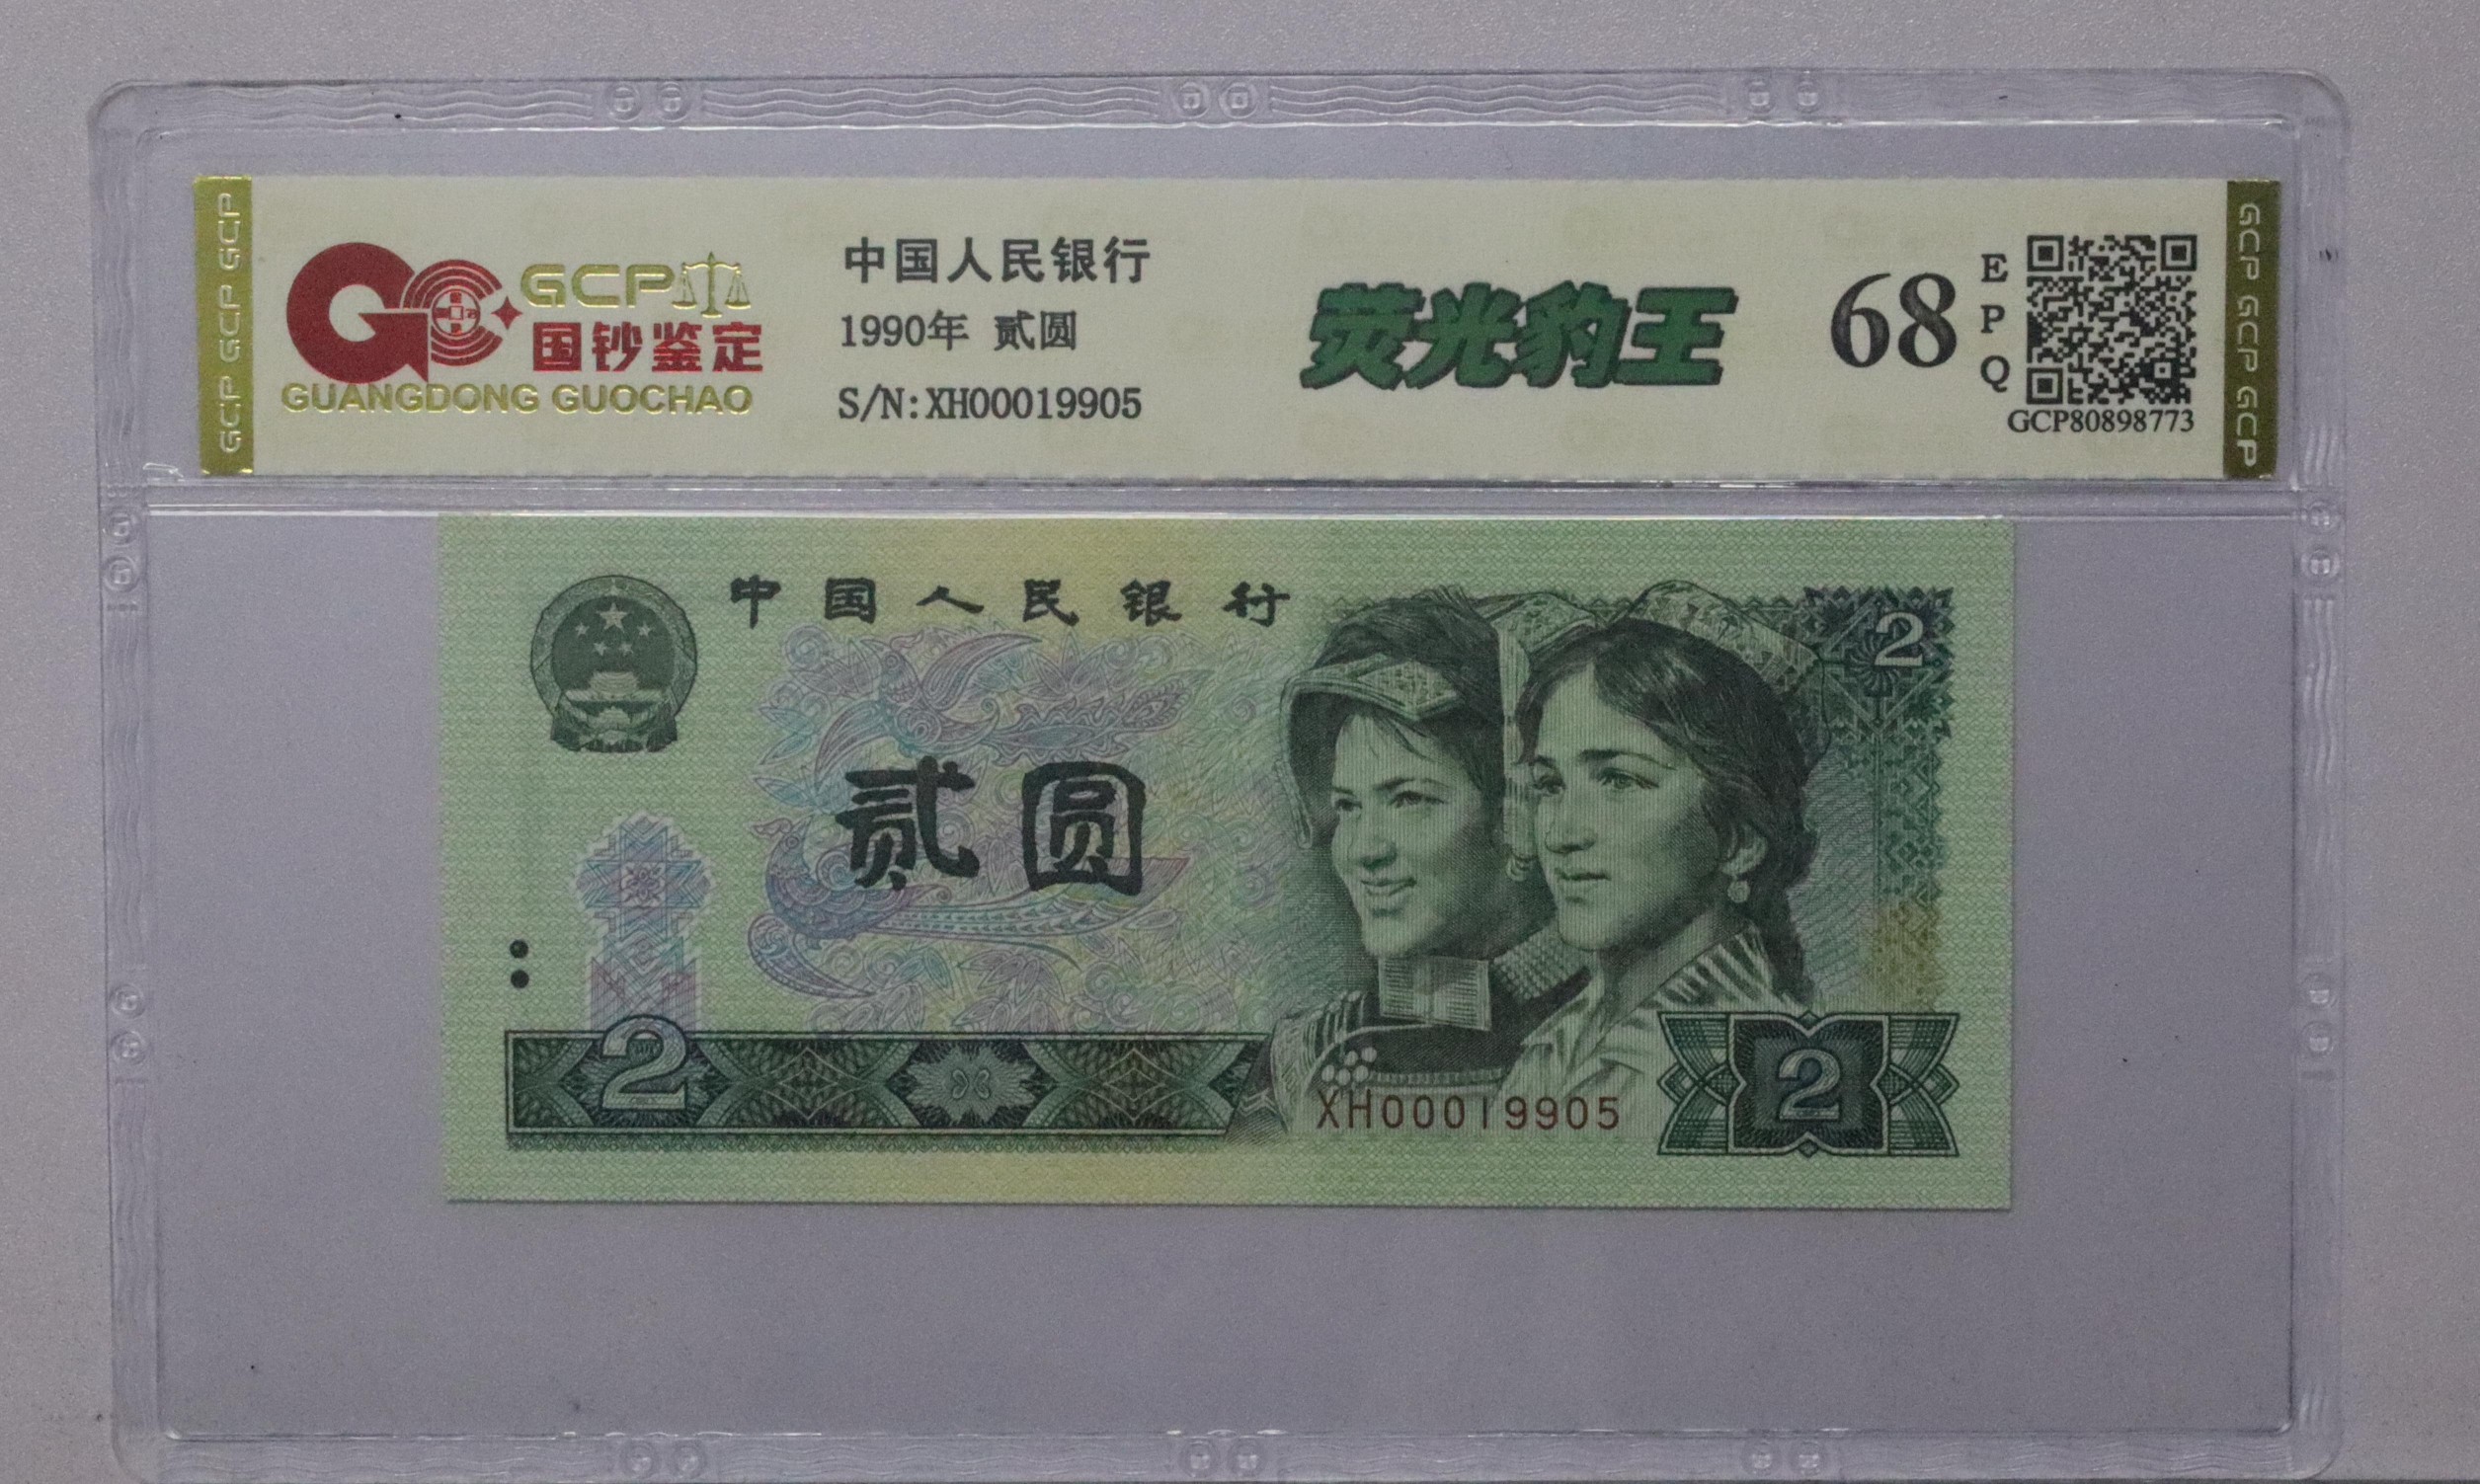 GCP GCP GCP
GCP
国钞鉴定
GUANGDONG GUOCHAO
中国人民银行
1990年 贰圆
S/N:XH00019905
荧光豹王
68
EPQ
GCP80898773
GCP GCP GCP
中国人民银行
2
贰圆
2
XH00019905
2